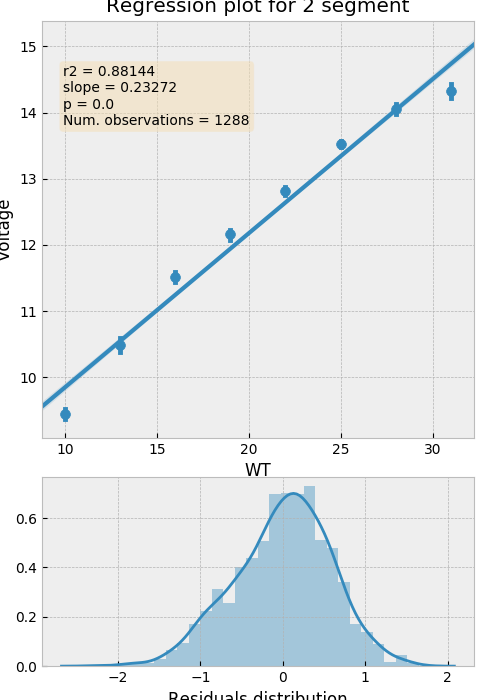 Regression plot for 2 segment
15
14
13
12
11
10
r2 = 0.88144
slope = 0.23272
p = 0.0
Num. observations = 1288
Voltage
10 15 20 25 30
WT
0.6
0.4
0.2
0.0
−2 −1 0 1 2
Residuals distribution